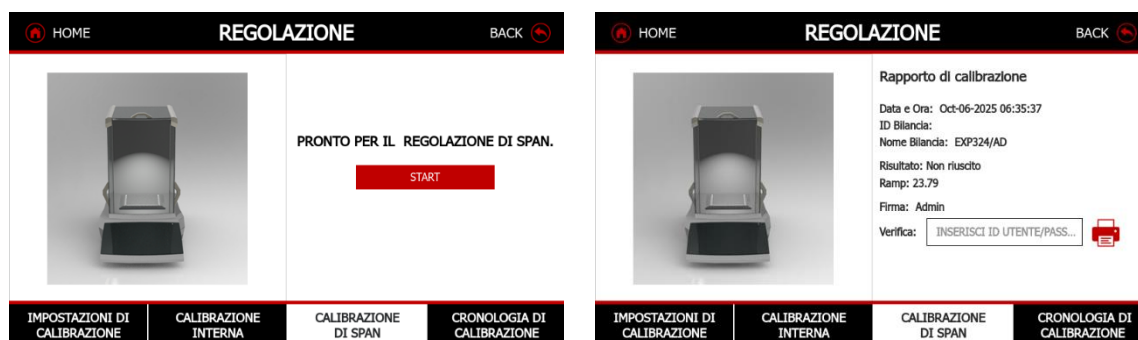 HOME REGOLAZIONE BACK
PRONTO PER IL REGOLAZIONE DI SPAN.
START
IMPOSTAZIONI DI CALIBRAZIONE
CALIBRAZIONE INTERNA
CALIBRAZIONE DI SPAN
CRONOLOGIA DI CALIBRAZIONE
HOME REGOLAZIONE BACK
Rapporto di calibrazione
Data e Ora: Oct-06-2025 06:35:37
ID Bilancia:
Nome Bilancia: EXP324/AD
Risultato: Non riuscito
Ramp: 23.79
Firma: Admin
Verifica: INSERISCI ID UTENTE/PASS...
IMPOSTAZIONI DI CALIBRAZIONE
CALIBRAZIONE INTERNA
CALIBRAZIONE DI SPAN
CRONOLOGIA DI CALIBRAZIONE